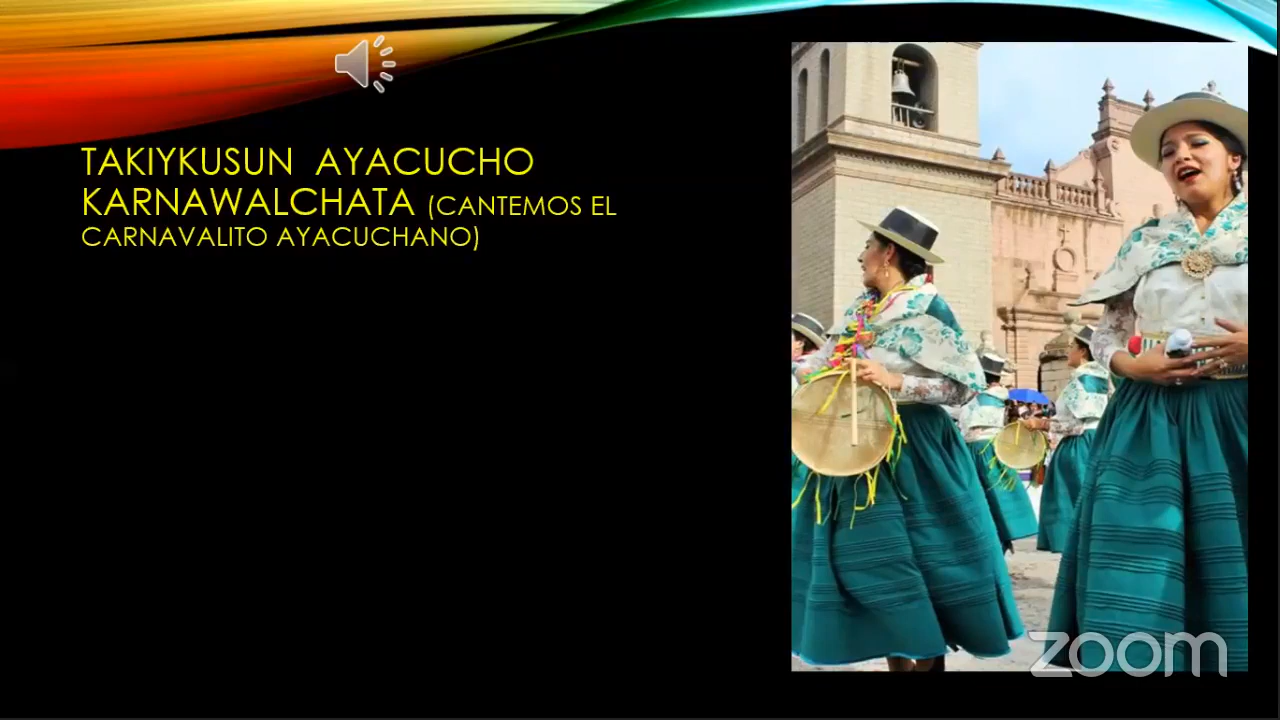 TAKIYKUSUN  AYACUCHO
KARNAWALCHATA (CANTEMOS EL
CARNAVALITO AYACUCHANO)
zoom